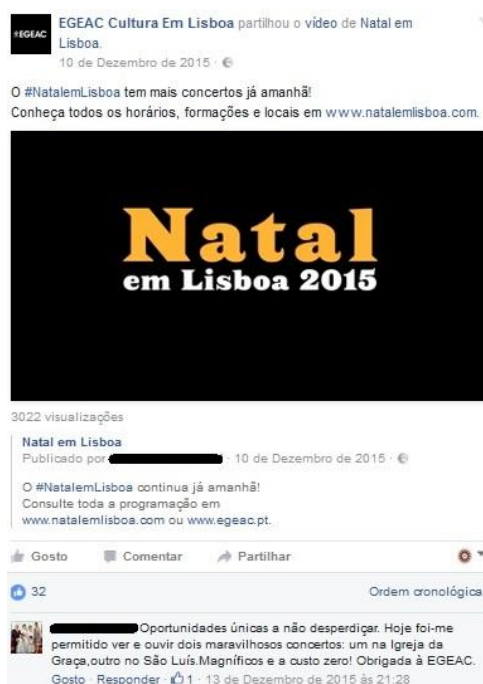 *EGEAC
EGEAC Cultura Em Lisboa partilhou o vídeo de Natal em
Lisboa.
10 de Dezembro de 2015 ·
O #NatalemLisboa tem mais concertos já amanhã!
Conheça todos os horários, formações e locais em www.natalemlisboa.com.
Natal
em Lisboa 2015
3022 visualizações
Natal em Lisboa
Publicado por · 10 de Dezembro de 2015 ·
O #NatalemLisboa continua já amanhã!
Consulte toda a programação em
www.natalemlisboa.com ou www.egeac.pt.
Gosto Comentar Partilhar
32 Ordem cronológica
Oportunidades únicas a não desperdiçar. Hoje foi-me
permitido ver e ouvir dois maravilhosos concertos: um na Igreja da
Graça,outro no São Luís.Magníficos e a custo zero! Obrigada à EGEAC.
Gosto · Responder · 1 · 13 de Dezembro de 2015 às 21:28